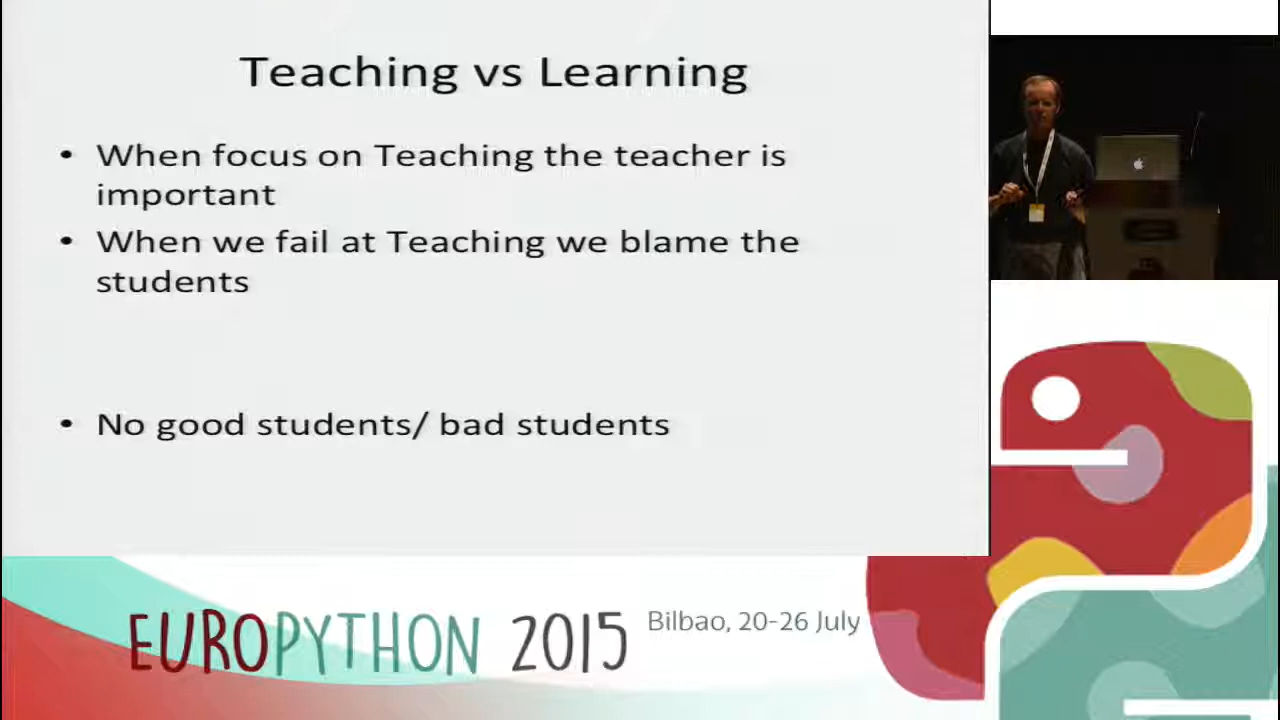 Teaching vs Learning
• When focus on Teaching the teacher is
important
• When we fail at Teaching we blame the
students
• No good students/ bad students
EUROPYTHON 2015
Bilbao, 20-26 July